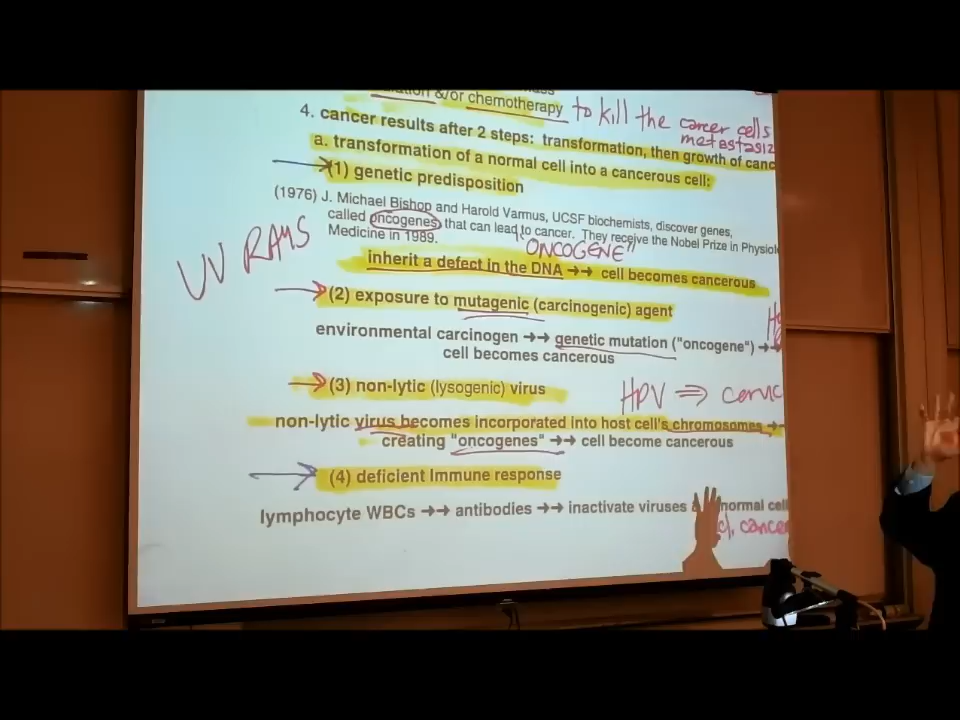 &/or chemotherapy to kill the cancer cells
metastasiz
4. cancer results after 2 steps: transformation, then growth of canc
a. transformation of a normal cell into a cancerous cell:
(1) genetic predisposition
(1976) J. Michael Bishop and Harold Varmus, UCSF biochemists, discover genes,
called oncogenes that can lead to cancer. They receive the Nobel Prize in Physiol
Medicine in 1989.
"ONCOGENE"
UV RAYS
inherit a defect in the DNA →→ cell becomes cancerous
(2) exposure to mutagenic (carcinogenic) agent
environmental carcinogen →→ genetic mutation ("oncogene") →→
cell becomes cancerous
(3) non-lytic (lysogenic) virus
HPV ⇒ cervic
non-lytic virus becomes incorporated into host cell's chromosomes →
creating "oncogenes" →→ cell become cancerous
(4) deficient Immune response
lymphocyte WBCs →→ antibodies →→ inactivate viruses normal cell
cancer